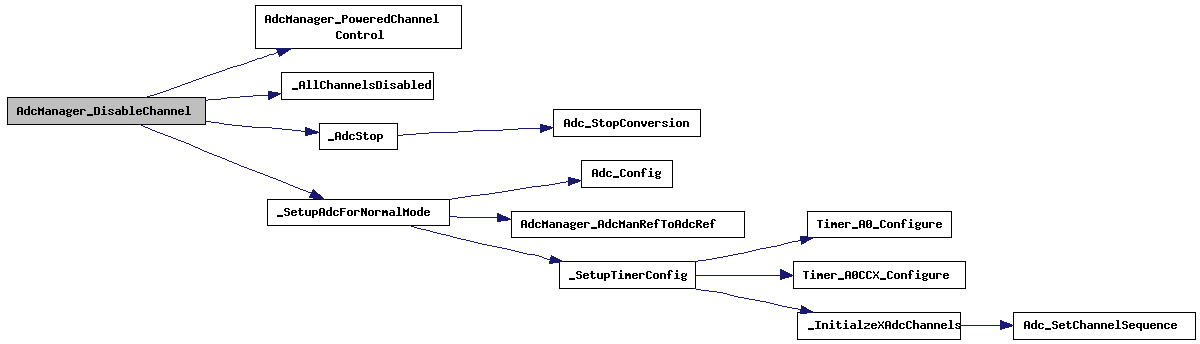 AdcManager_PoweredChannel
Control
_AllChannelsDisabled
AdcManager_DisableChannel
_AdcStop
Adc_StopConversion
Adc_Config
_SetupAdcForNormalMode
AdcManager_AdcManRefToAdcRef
Timer_A0_Configure
_SetupTimerConfig
Timer_A0CCX_Configure
_InitialzeXAdcChannels
Adc_SetChannelSequence